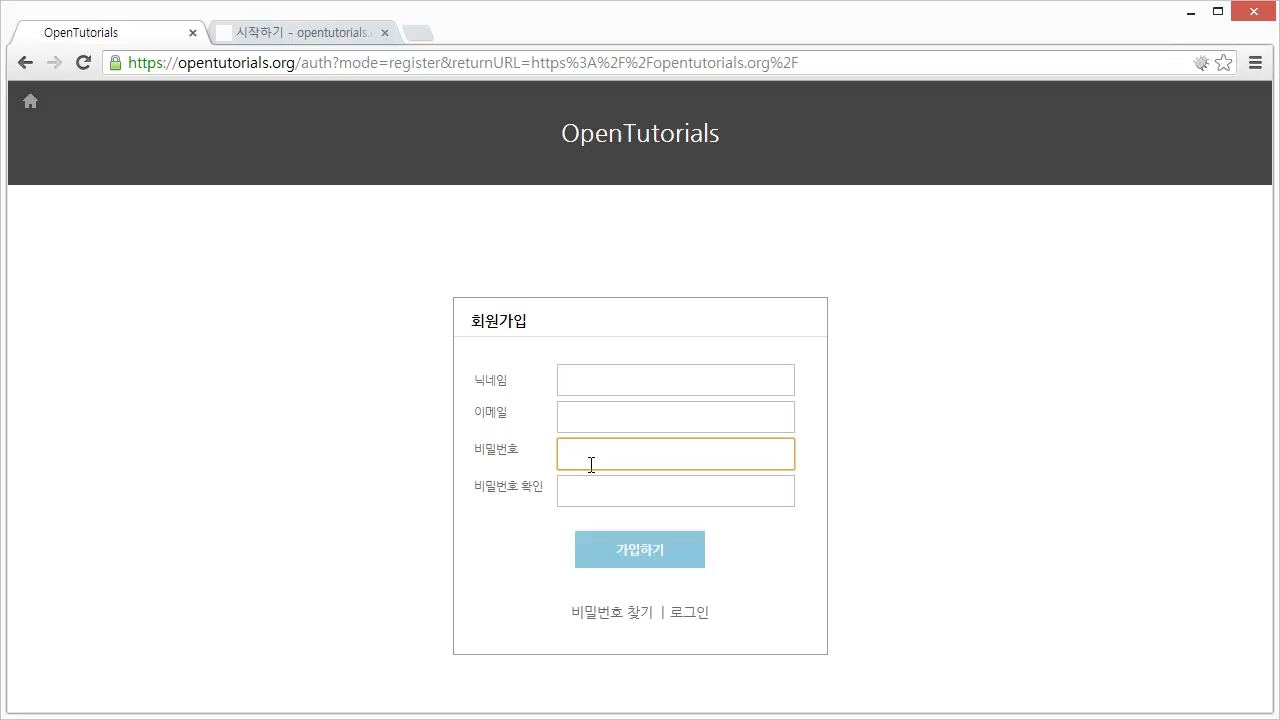 OpenTutorials
시작하기 - opentutorials.
https://opentutorials.org/auth?mode=register&returnURL=https%3A%2F%2Fopentutorials.org%2F
OpenTutorials
회원가입
닉네임
이메일
비밀번호
비밀번호 확인
가입하기
비밀번호 찾기 | 로그인